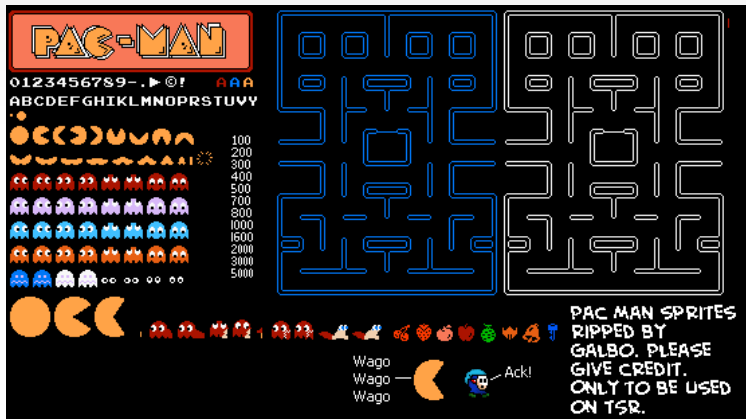 PAC-MAN
0123456789-.►©! AAA
ABCDEFGHIKLMNOPRSTUVY
100
200
300
400
500
700
800
1000
1600
2000
3000
5000
PAC MAN SPRITES
RIPPED BY
GALBO. PLEASE
GIVE CREDIT.
ONLY TO BE USED
ON TSR.
Wago
Wago
Wago
Ack!